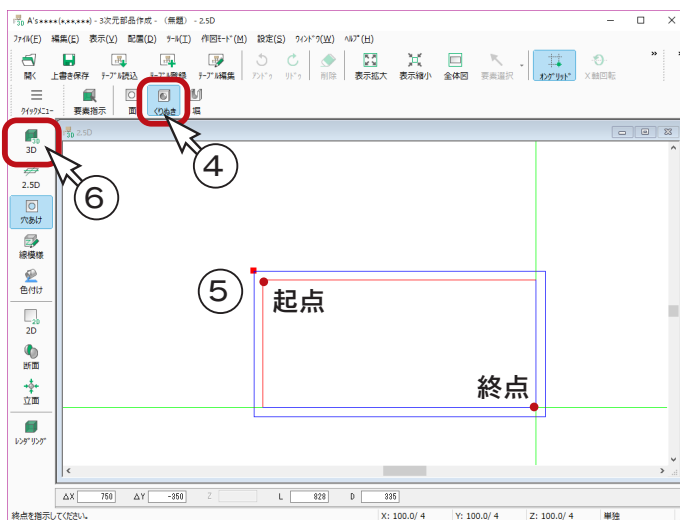 A's****(*,**,***) - 3次元部品作成 - （無題） - 2.5D
ﾌｧｲﾙ(F) 編集(E) 表示(V) 配置(D) ﾂｰﾙ(T) 作図ﾓｰﾄﾞ(M) 設定(S) ｳｨﾝﾄﾞｳ(W) ﾍﾙﾌﾟ(H)
開く 上書き保存 ﾃｰﾌﾞﾙ読込 ﾃｰﾌﾞﾙ登録 ﾃｰﾌﾞﾙ編集 ｱﾝﾄﾞｩ ﾘﾄﾞｩ 削除 表示拡大 表示縮小 全体図 要素選択 ｵﾝｸﾞﾘｯﾄﾞ X軸回転 »
ｸｲｯｸﾒﾆｭｰ 要素指示 面 くりぬき 堀
④
3D
2.5D
⑥
2.5D
穴あけ
線模様
色付け
⑤ 起点
2D
断面
終点
立面
ﾚﾝﾀﾞﾘﾝｸﾞ
ΔX 750 ΔY -350 Z L 828 D 335
終点を指示してください。 X: 100.0/ 4 Y: 100.0/ 4 Z: 100.0/ 4 単独